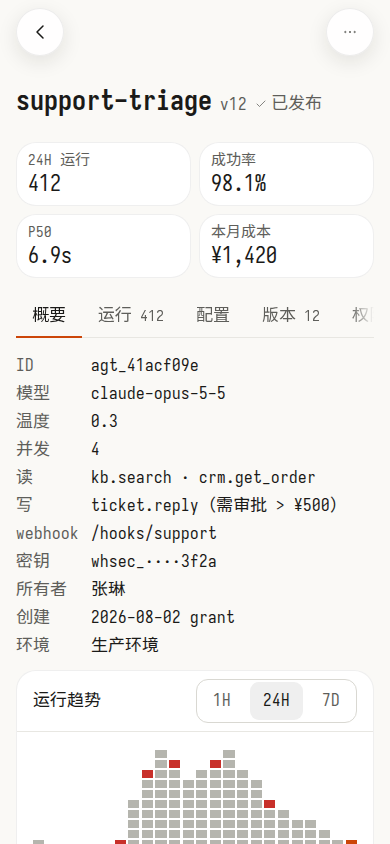 support-triage v12 ✓ 已发布
24H 运行
412
成功率
98.1%
P50
6.9s
本月成本
¥1,420
概要 运行 412 配置 版本 12 权
ID agt_41acf09e
模型 claude-opus-5-5
温度 0.3
并发 4
读 kb.search · crm.get_order
写 ticket.reply (需审批 > ¥500)
webhook /hooks/support
密钥 whsec_····3f2a
所有者 张琳
创建 2026-08-02 grant
环境 生产环境
运行趋势 1H 24H 7D